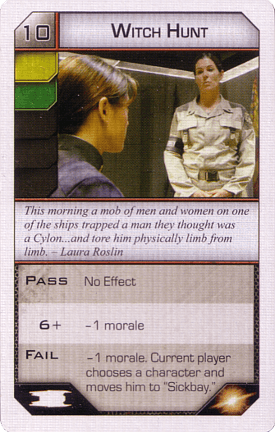 10 WITCH HUNT
This morning a mob of men and women on one
of the ships trapped a man they thought was
a Cylon...and tore him physically limb from
limb. – Laura Roslin
PASS No Effect
6+ -1 morale
FAIL -1 morale. Current player
chooses a character and
moves him to "Sickbay."